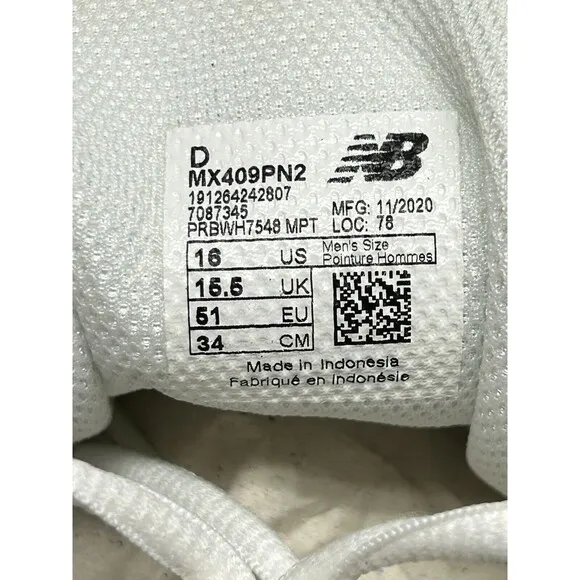 D
MX409PN2
NB
191264242807
7087345 MFG: 11/2020
PRBWH7548 MPT LOC: 78
16 US Men's Size
Pointure Hommes
15.5 UK
51 EU
34 CM
Made in Indonesia
Fabriqué en Indonésie